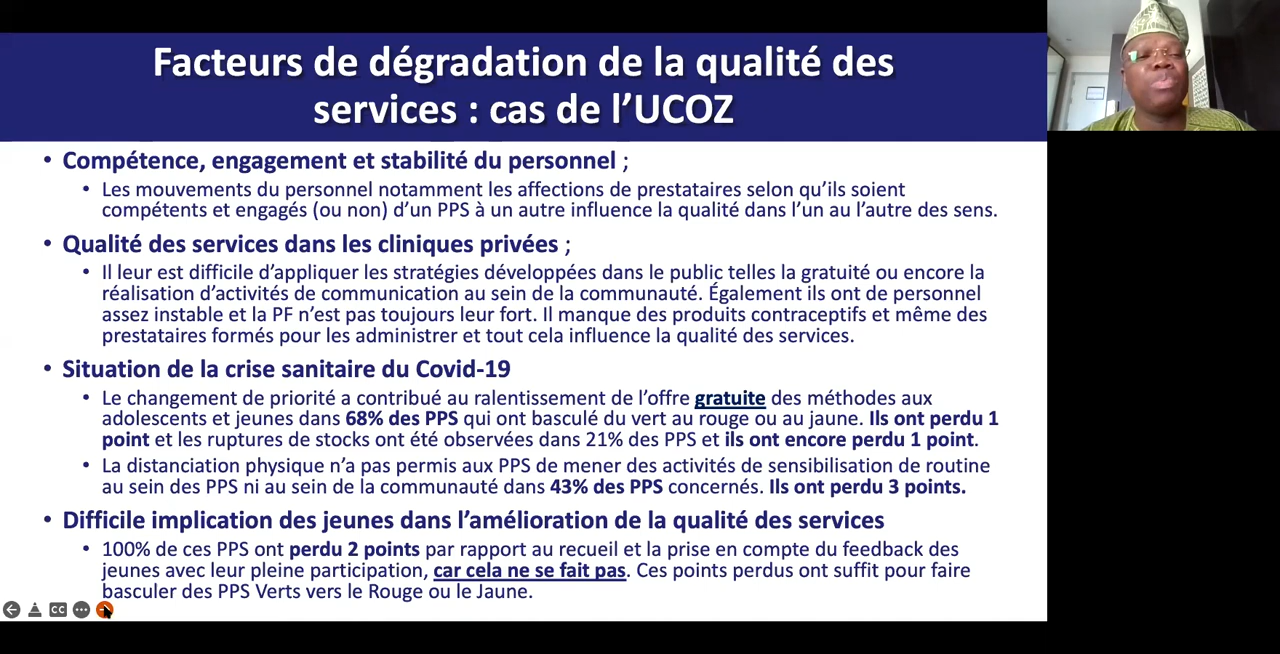 Facteurs de dégradation de la qualité des
services : cas de l’UCOZ
• Compétence, engagement et stabilité du personnel ;
• Les mouvements du personnel notamment les affections de prestataires selon qu’ils soient
compétents et engagés (ou non) d’un PPS à un autre influence la qualité dans l’un au l’autre des sens.
• Qualité des services dans les cliniques privées ;
• Il leur est difficile d’appliquer les stratégies développées dans le public telles la gratuité ou encore la
réalisation d’activités de communication au sein de la communauté. Également ils ont de personnel
assez instable et la PF n’est pas toujours leur fort. Il manque des produits contraceptifs et même des
prestataires formés pour les administrer et tout cela influence la qualité des services.
• Situation de la crise sanitaire du Covid-19
• Le changement de priorité a contribué au ralentissement de l’offre gratuite des méthodes aux
adolescents et jeunes dans 68% des PPS qui ont basculé du vert au rouge ou au jaune. Ils ont perdu 1
point et les ruptures de stocks ont été observées dans 21% des PPS et ils ont encore perdu 1 point.
• La distanciation physique n’a pas permis aux PPS de mener des activités de sensibilisation de routine
au sein des PPS ni au sein de la communauté dans 43% des PPS concernés. Ils ont perdu 3 points.
• Difficile implication des jeunes dans l’amélioration de la qualité des services
• 100% de ces PPS ont perdu 2 points par rapport au recueil et la prise en compte du feedback des
jeunes avec leur pleine participation, car cela ne se fait pas. Ces points perdus ont suffit pour faire
basculer des PPS Verts vers le Rouge ou le Jaune.
CC